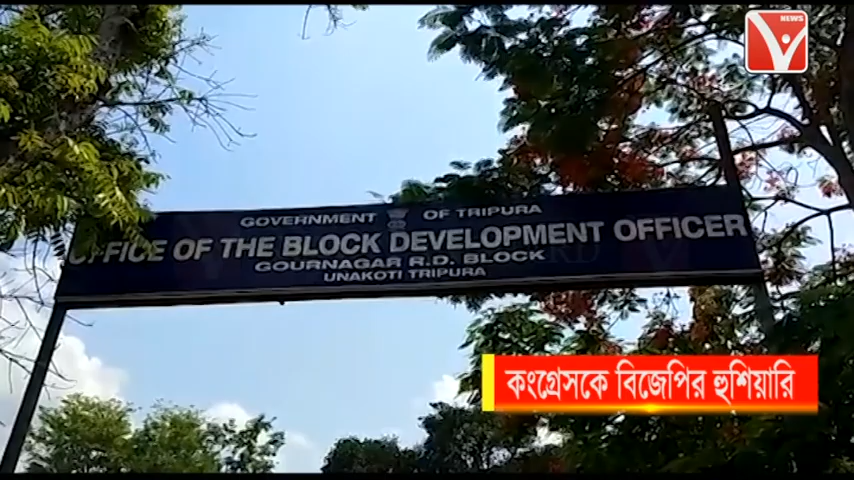 NEWS
V
GOVERNMENT OF TRIPURA
OFFICE OF THE BLOCK DEVELOPMENT OFFICER
GOURNAGAR R.D. BLOCK
UNAKOTI TRIPURA
কংগ্রেসকে বিজেপির হুশিয়ারি